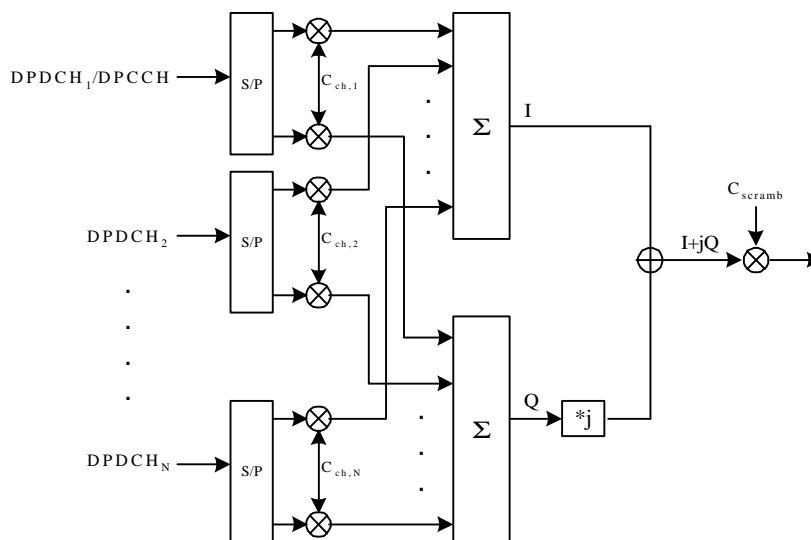 DPDCH1/DPCCH
S/P
Cch,1
Σ
I
DPDCH2
S/P
Cch,2
Cscramb
I+jQ
DPDCHN
S/P
Cch,N
Σ
Q
*j